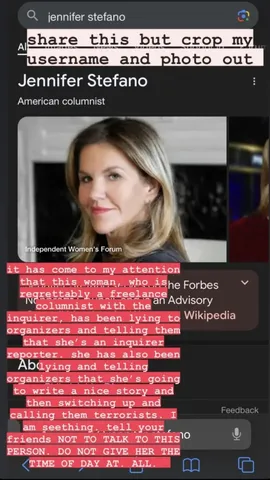 jennifer stefano
share this but crop my
username and photo out
Jennifer Stefano
American columnist
Independent Women's Forum
it has come to my attention
that this woman, who is
regrettably a freelance
columnist with the
inquirer, has been lying to
organizers and telling them
that she's an inquirer
reporter. she has also been
lying and telling
organizers that she's going
to write a nice story and
then switching up and
calling them terrorists. I
am seething. tell your
friends NOT TO TALK TO THIS
PERSON. DO NOT GIVE HER THE
TIME OF DAY AT. ALL.
he Forbes
an Advisory
Wikipedia
Abo
Feedback